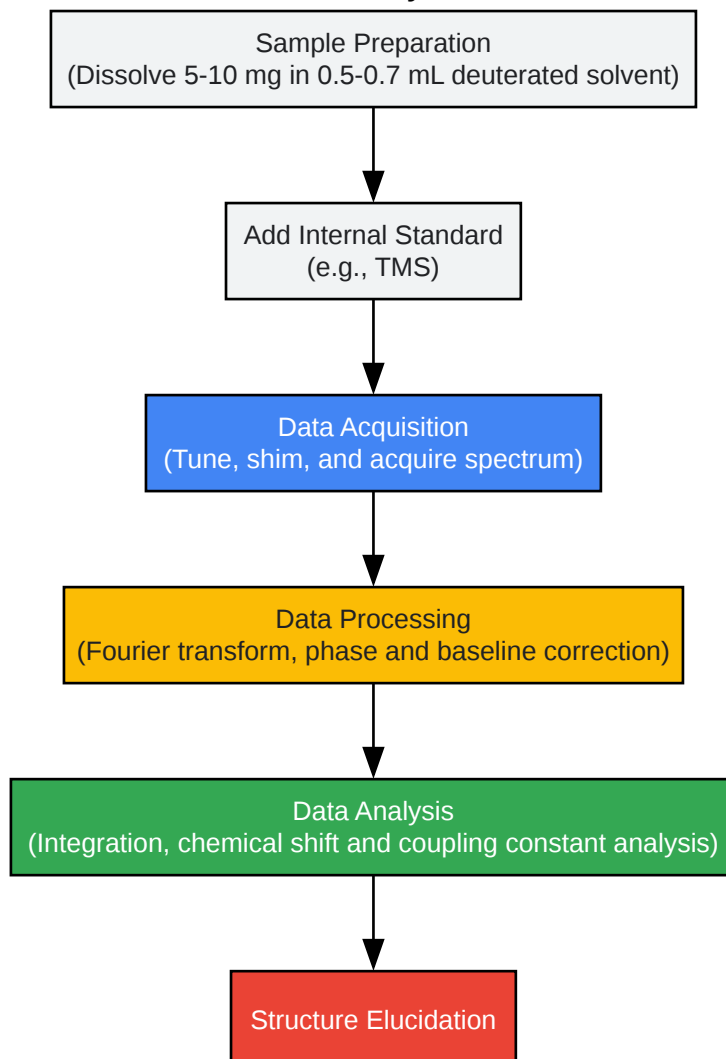 Sample Preparation
(Dissolve 5-10 mg in 0.5-0.7 mL deuterated solvent)
Add Internal Standard
(e.g., TMS)
Data Acquisition
(Tune, shim, and acquire spectrum)
Data Processing
(Fourier transform, phase and baseline correction)
Data Analysis
(Integration, chemical shift and coupling constant analysis)
Structure Elucidation